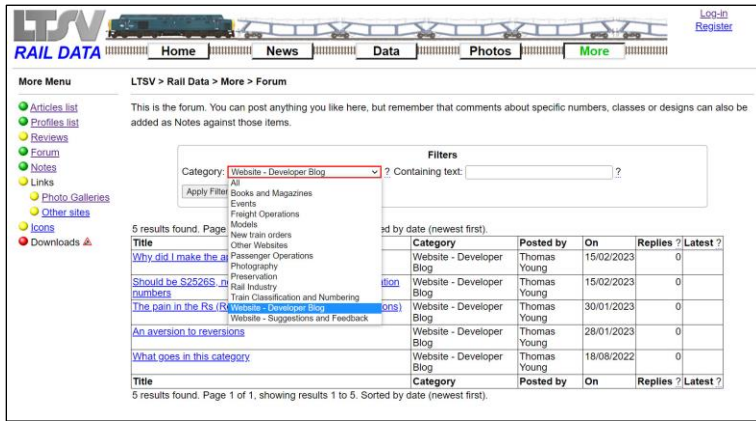 LTSV
RAIL DATA
Home
News
Data
Photos
More
Log-in
Register
More Menu
Articles list
Profiles list
Reviews
Forum
Notes
Links
Photo Galleries
Other sites
Icons
Downloads
LTSV > Rail Data > More > Forum
This is the forum. You can post anything you like here, but remember that comments about specific numbers, classes or designs can also be
added as Notes against those items.
Filters
Category: Website - Developer Blog ? Containing text: ?
Apply Filter
All
Books and Magazines
Events
Freight Operations
Models
New train orders
Other Websites
Passenger Operations
Photography
Preservation
Rail Industry
Train Classification and Numbering
Website - Developer Blog
Website - Suggestions and Feedback
5 results found. Page ed by date (newest first).
Title Category Posted by On Replies ? Latest ?
Why did I make the a Website - Developer Blog Thomas Young 15/02/2023 0
Should be S2526S, n ation numbers Website - Developer Blog Thomas Young 15/02/2023 0
The pain in the Rs (R ons) Website - Developer Blog Thomas Young 30/01/2023 0
An aversion to reversions Website - Developer Blog Thomas Young 28/01/2023 0
What goes in this category Website - Developer Blog Thomas Young 18/08/2022 0
Title Category Posted by On Replies ? Latest ?
5 results found. Page 1 of 1, showing results 1 to 5. Sorted by date (newest first).